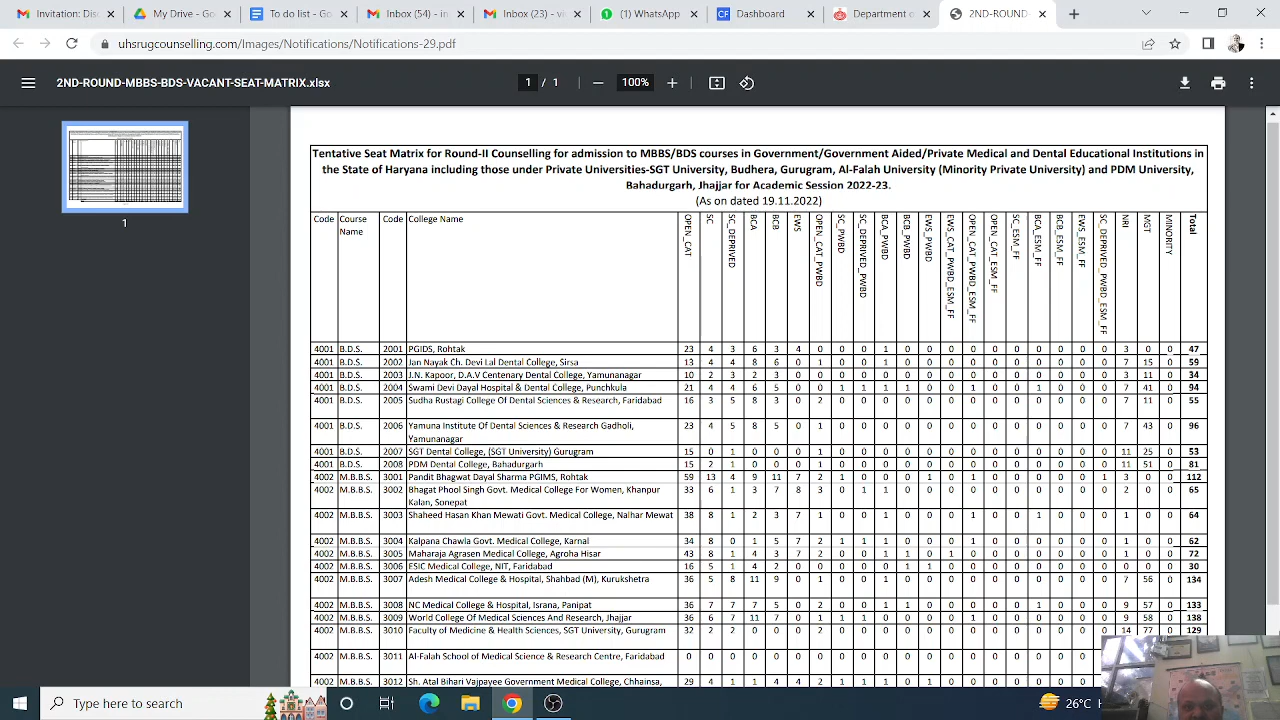 Invitation: Disc
My Drive - Go
To do list - Go
Inbox (54) - in
Inbox (23) - vi
(1) WhatsApp
Dashboard
Department o
2ND-ROUND-
uhsrugcounselling.com/Images/Notifications/Notifications-29.pdf
2ND-ROUND-MBBS-BDS-VACANT-SEAT-MATRIX.xlsx
1 / 1
100%
1
Tentative Seat Matrix for Round-II Counselling for admission to MBBS/BDS courses in Government/Government Aided/Private Medical and Dental Educational Institutions in
the State of Haryana including those under Private Universities-SGT University, Budhera, Gurugram, Al-Falah University (Minority Private University) and PDM University,
Bahadurgarh, Jhajjar for Academic Session 2022-23.
(As on dated 19.11.2022)
Code Course Name Code College Name OPEN_CAT SC SC_DEPRIVED BCA BCB EWS OPEN_CAT_PWBD SC_PWBD SC_DEPRIVED_PWBD BCA_PWBD BCB_PWBD EWS_PWBD EWS_CAT_PWBD_ESM_FF OPEN_CAT_PWBD_ESM_FF OPEN_CAT_ESM_FF SC_ESM_FF BCA_ESM_FF BCB_ESM_FF EWS_ESM_FF SC_DEPRIVED_PWBD_ESM_FF NRI MGT MINORITY Total
4001 B.D.S. 2001 PGIDS, Rohtak 23 4 3 6 3 4 0 0 0 1 0 0 0 0 0 0 0 0 0 0 3 0 0 47
4001 B.D.S. 2002 Jan Nayak Ch. Devi Lal Dental College, Sirsa 13 4 4 8 6 0 1 0 0 1 0 0 0 0 0 0 0 0 0 0 7 15 0 59
4001 B.D.S. 2003 J.N. Kapoor, D.A.V Centenary Dental College, Yamunanagar 10 2 3 2 3 0 0 0 0 0 0 0 0 0 0 0 0 0 0 0 3 11 0 34
4001 B.D.S. 2004 Swami Devi Dayal Hospital & Dental College, Punchkula 21 4 4 6 5 0 0 1 1 1 1 0 0 1 0 0 1 0 0 0 7 41 0 94
4001 B.D.S. 2005 Sudha Rustagi College Of Dental Sciences & Research, Faridabad 16 3 5 8 3 0 2 0 0 0 0 0 0 0 0 0 0 0 0 0 7 11 0 55
4001 B.D.S. 2006 Yamuna Institute Of Dental Sciences & Research Gadholi, 23 4 5 8 5 0 1 0 0 0 0 0 0 0 0 0 0 0 0 0 7 43 0 96
Yamunanagar
4001 B.D.S. 2007 SGT Dental College, (SGT University) Gurugram 15 0 1 0 0 0 1 0 0 0 0 0 0 0 0 0 0 0 0 0 11 25 0 53
4001 B.D.S. 2008 PDM Dental College, Bahadurgarh 15 2 1 0 0 0 1 0 0 0 0 0 0 0 0 0 0 0 0 0 11 51 0 81
4002 M.B.B.S. 3001 Pandit Bhagwat Dayal Sharma PGIMS, Rohtak 59 13 4 9 11 7 2 1 0 0 0 1 0 1 0 0 0 0 0 1 3 0 0 112
4002 M.B.B.S. 3002 Bhagat Phool Singh Govt. Medical College For Women, Khanpur 33 6 1 3 7 8 3 0 1 1 0 0 0 0 0 0 0 0 0 0 2 0 0 65
Kalan, Sonepat
4002 M.B.B.S. 3003 Shaheed Hasan Khan Mewati Govt. Medical College, Nalhar Mewat 38 8 1 2 3 7 1 0 0 1 0 0 0 1 0 0 1 0 0 0 1 0 0 64
4002 M.B.B.S. 3004 Kalpana Chawla Govt. Medical College, Karnal 34 8 0 1 5 7 2 1 1 0 0 0 0 1 0 0 0 0 0 0 2 0 0 62
4002 M.B.B.S. 3005 Maharaja Agrasen Medical College, Agroha Hisar 43 8 1 4 3 7 2 0 0 1 1 0 1 0 0 0 0 0 0 0 1 0 0 72
4002 M.B.B.S. 3006 ESIC Medical College, NIT, Faridabad 16 5 1 4 2 0 0 0 0 0 1 1 0 0 0 0 0 0 0 0 0 0 0 30
4002 M.B.B.S. 3007 Adesh Medical College & Hospital, Shahbad (M), Kurukshetra 36 5 8 11 9 0 1 0 0 1 0 0 0 0 0 0 0 0 0 0 7 56 0 134
4002 M.B.B.S. 3008 NC Medical College & Hospital, Israna, Panipat 36 7 7 7 5 0 2 0 0 1 1 0 0 0 0 0 1 0 0 0 9 57 0 133
4002 M.B.B.S. 3009 World College Of Medical Sciences And Research, Jhajjar 36 6 7 11 7 0 1 1 1 0 0 0 0 1 0 0 0 0 0 0 9 58 0 138
4002 M.B.B.S. 3010 Faculty of Medicine & Health Sciences, SGT University, Gurugram 32 2 2 0 0 0 2 0 0 0 0 0 0 0 0 0 0 0 0 0 14 77 0 129
4002 M.B.B.S. 3011 Al-Falah School of Medical Science & Research Centre, Faridabad 0 0 0 0 0 0 0 0 0 0 0 0 0 0 0 0 0 0 0 0
4002 M.B.B.S. 3012 Sh. Atal Bihari Vajpayee Government Medical College, Chhainsa, 29 4 1 1 4 4 2 1 1 1 0 0 0 0 0 0 0 0 0 0
Type here to search
26°C H